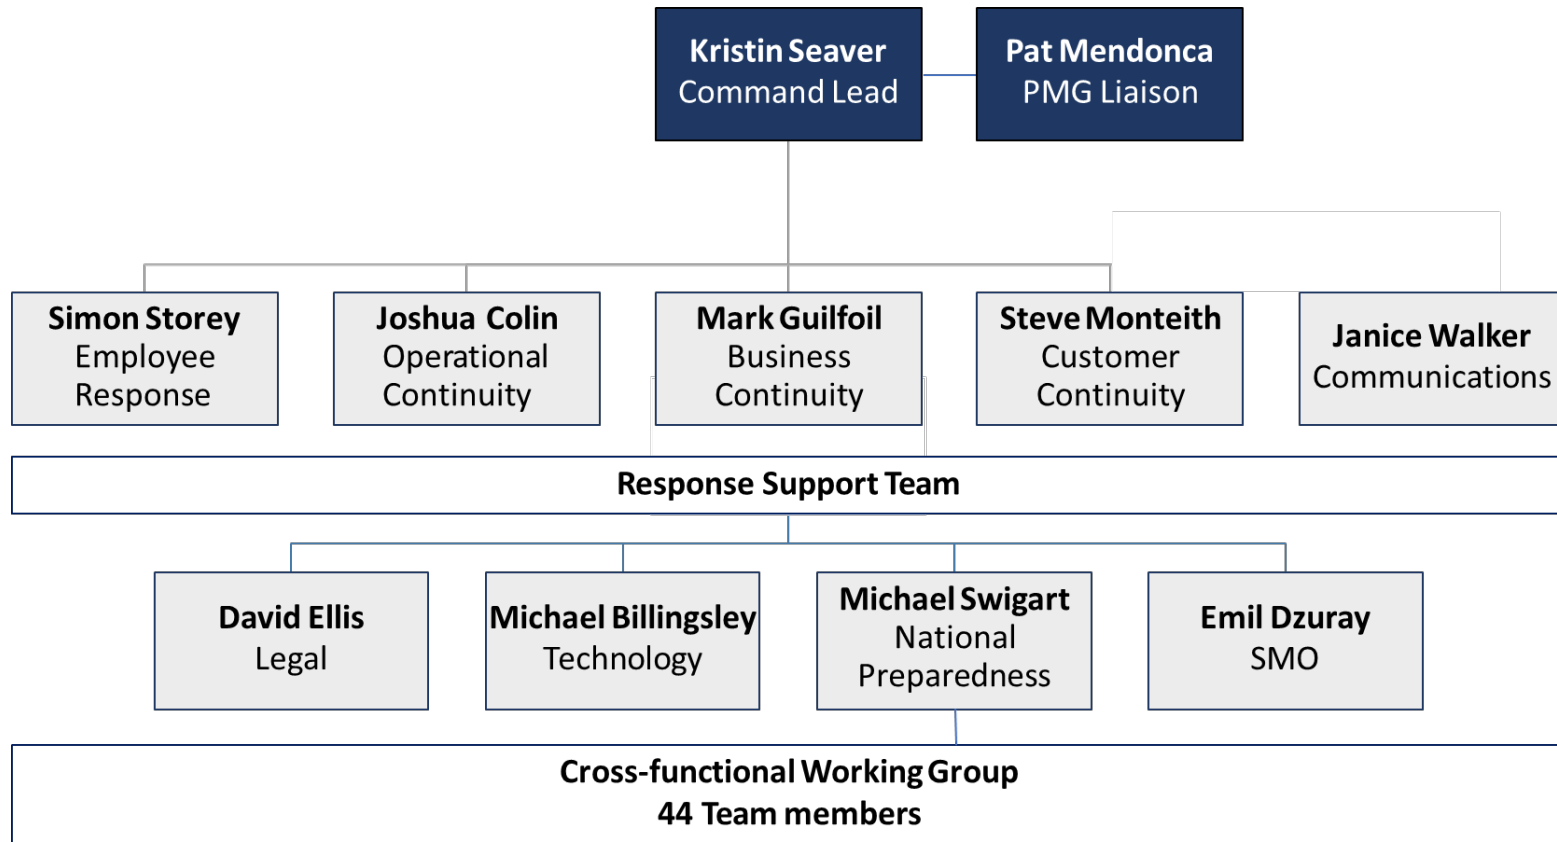 Kristin Seaver
Command Lead
Pat Mendonca
PMG Liaison
Simon Storey
Employee
Response
Joshua Colin
Operational
Continuity
Mark Guilfoil
Business
Continuity
Steve Monteith
Customer
Continuity
Janice Walker
Communications
Response Support Team
David Ellis
Legal
Michael Billingsley
Technology
Michael Swigart
National
Preparedness
Emil Dzuray
SMO
Cross-functional Working Group
44 Team members